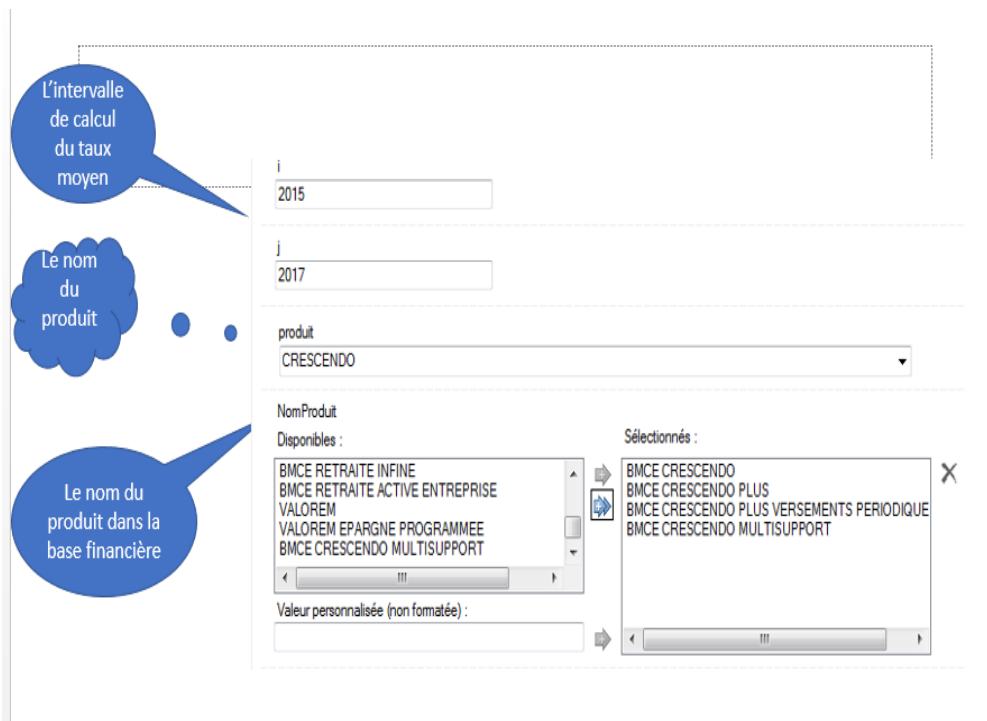 L'intervalle
de calcul
du taux
moyen
i
2015
j
2017
Le nom
du
produit
produit
CRESCENDO
NomProduit
Disponibles :
BMCE RETRAITE INFINE
BMCE RETRAITE ACTIVE ENTREPRISE
VALOREM
VALOREM EPARGNE PROGRAMMEE
BMCE CRESCENDO MULTISUPPORT
Sélectionnés :
BMCE CRESCENDO
BMCE CRESCENDO PLUS
BMCE CRESCENDO PLUS VERSEMENTS PERIODIQUE
BMCE CRESCENDO MULTISUPPORT
Le nom du
produit dans la
base financière
Valeur personnalisée (non formatée) :